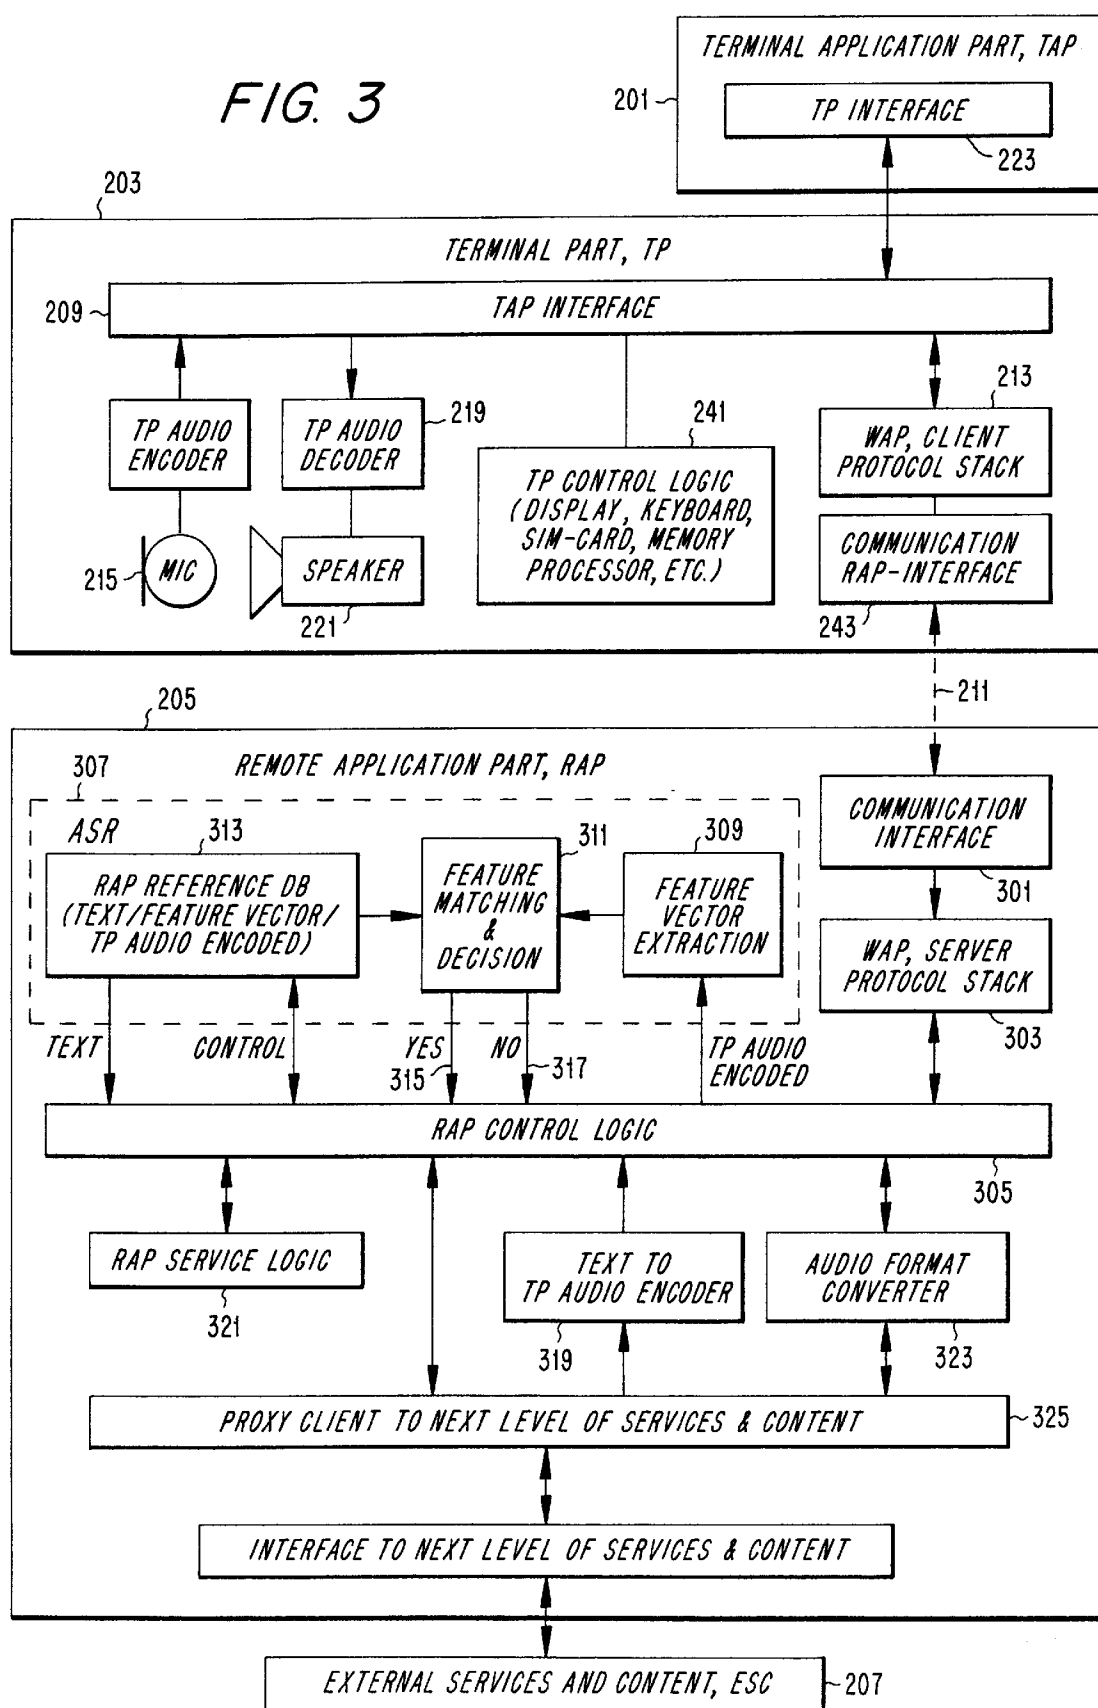 FIG. 3
TERMINAL APPLICATION PART, TAP
201
TP INTERFACE
223
203
TERMINAL PART, TP
209
TAP INTERFACE
TP AUDIO
ENCODER
TP AUDIO
DECODER
219
241
213
WAP, CLIENT
PROTOCOL STACK
TP CONTROL LOGIC
(DISPLAY, KEYBOARD,
SIM-CARD, MEMORY
PROCESSOR, ETC.)
215
MIC
SPEAKER
221
COMMUNICATION
RAP-INTERFACE
243
211
205
REMOTE APPLICATION PART, RAP
307
ASR
313
RAP REFERENCE DB
(TEXT/FEATURE VECTOR/
TP AUDIO ENCODED)
311
FEATURE
MATCHING
&
DECISION
309
FEATURE
VECTOR
EXTRACTION
COMMUNICATION
INTERFACE
301
WAP, SERVER
PROTOCOL STACK
303
TEXT
CONTROL
YES
315
NO
317
TP AUDIO
ENCODED
RAP CONTROL LOGIC
305
RAP SERVICE LOGIC
321
TEXT TO
TP AUDIO ENCODER
319
AUDIO FORMAT
CONVERTER
323
PROXY CLIENT TO NEXT LEVEL OF SERVICES & CONTENT
325
INTERFACE TO NEXT LEVEL OF SERVICES & CONTENT
EXTERNAL SERVICES AND CONTENT, ESC
207